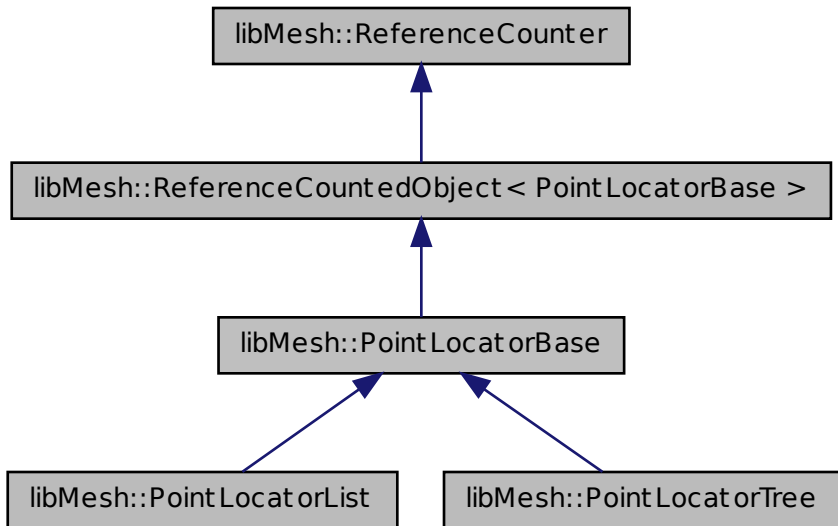 libMesh::ReferenceCounter
libMesh::ReferenceCountedObject< PointLocatorBase >
libMesh::PointLocatorBase
libMesh::PointLocatorList
libMesh::PointLocatorTree